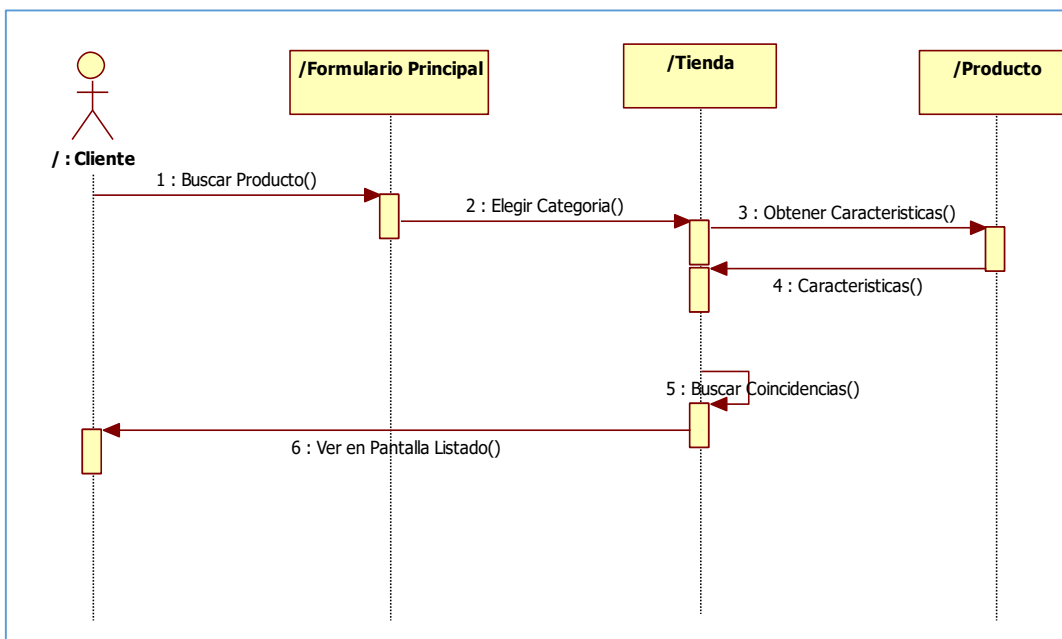 /Formulario Principal
/Tienda
/Producto
/ : Cliente
1 : Buscar Producto()
2 : Elegir Categoria()
3 : Obtener Caracteristicas()
4 : Caracteristicas()
5 : Buscar Coincidencias()
6 : Ver en Pantalla Listado()